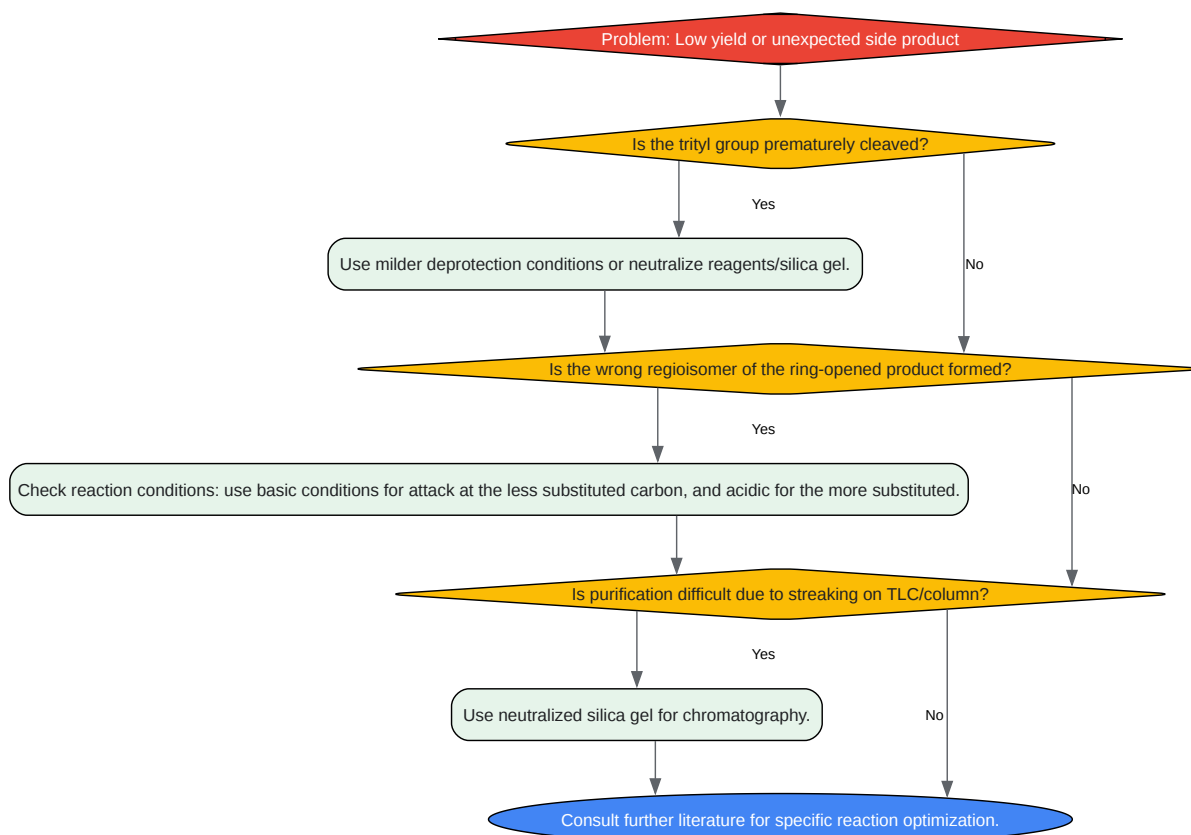 Problem: Low yield or unexpected side product
Is the trityl group prematurely cleaved?
Yes
Use milder deprotection conditions or neutralize reagents/silica gel.
No
Is the wrong regioisomer of the ring-opened product formed?
Yes
Check reaction conditions: use basic conditions for attack at the less substituted carbon, and acidic for the more substituted.
No
Is purification difficult due to streaking on TLC/column?
Yes
Use neutralized silica gel for chromatography.
No
Consult further literature for specific reaction optimization.